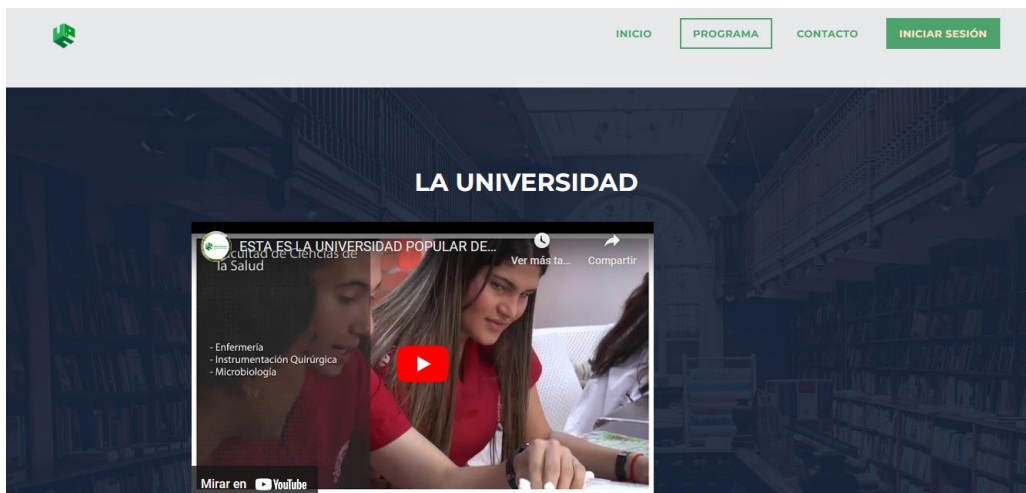 INICIO
PROGRAMA
CONTACTO
INICIAR SESIÓN
LA UNIVERSIDAD
ESTA ES LA UNIVERSIDAD POPULAR DE...
Ver más ta...
Compartir
Facultad de Ciencias de
la Salud
- Enfermería
- Instrumentación Quirúrgica
- Microbiología
Mirar en YouTube